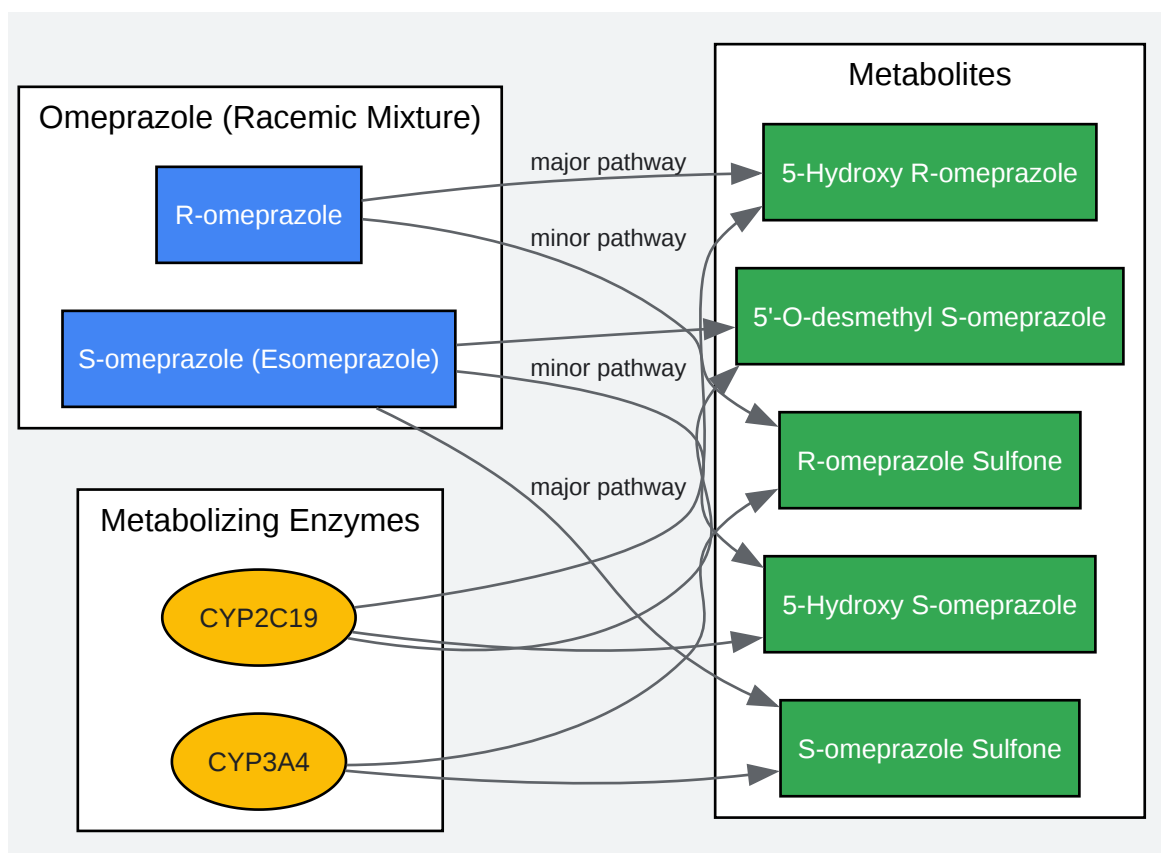 Omeprazole (Racemic Mixture)
R-omeprazole
S-omeprazole (Esomeprazole)
Metabolizing Enzymes
CYP2C19
CYP3A4
major pathway
minor pathway
minor pathway
major pathway
Metabolites
5-Hydroxy R-omeprazole
5'-O-desmethyl S-omeprazole
R-omeprazole Sulfone
5-Hydroxy S-omeprazole
S-omeprazole Sulfone